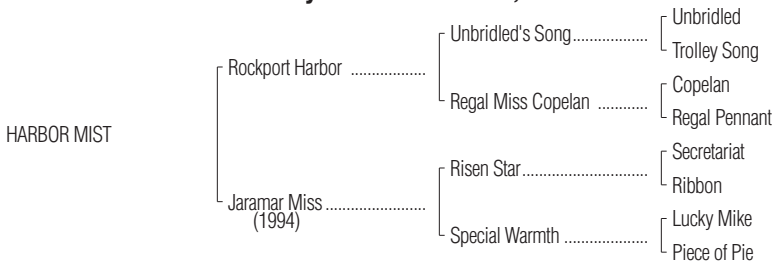 Unbridled
Unbridled's Song.................
Trolley Song
Rockport Harbor ..................
Copelan
Regal Miss Copelan ............
Regal Pennant
HARBOR MIST
Secretariat
Risen Star........................
Ribbon
Jaramar Miss........................
(1994)
Lucky Mike
Special Warmth ....................
Piece of Pie